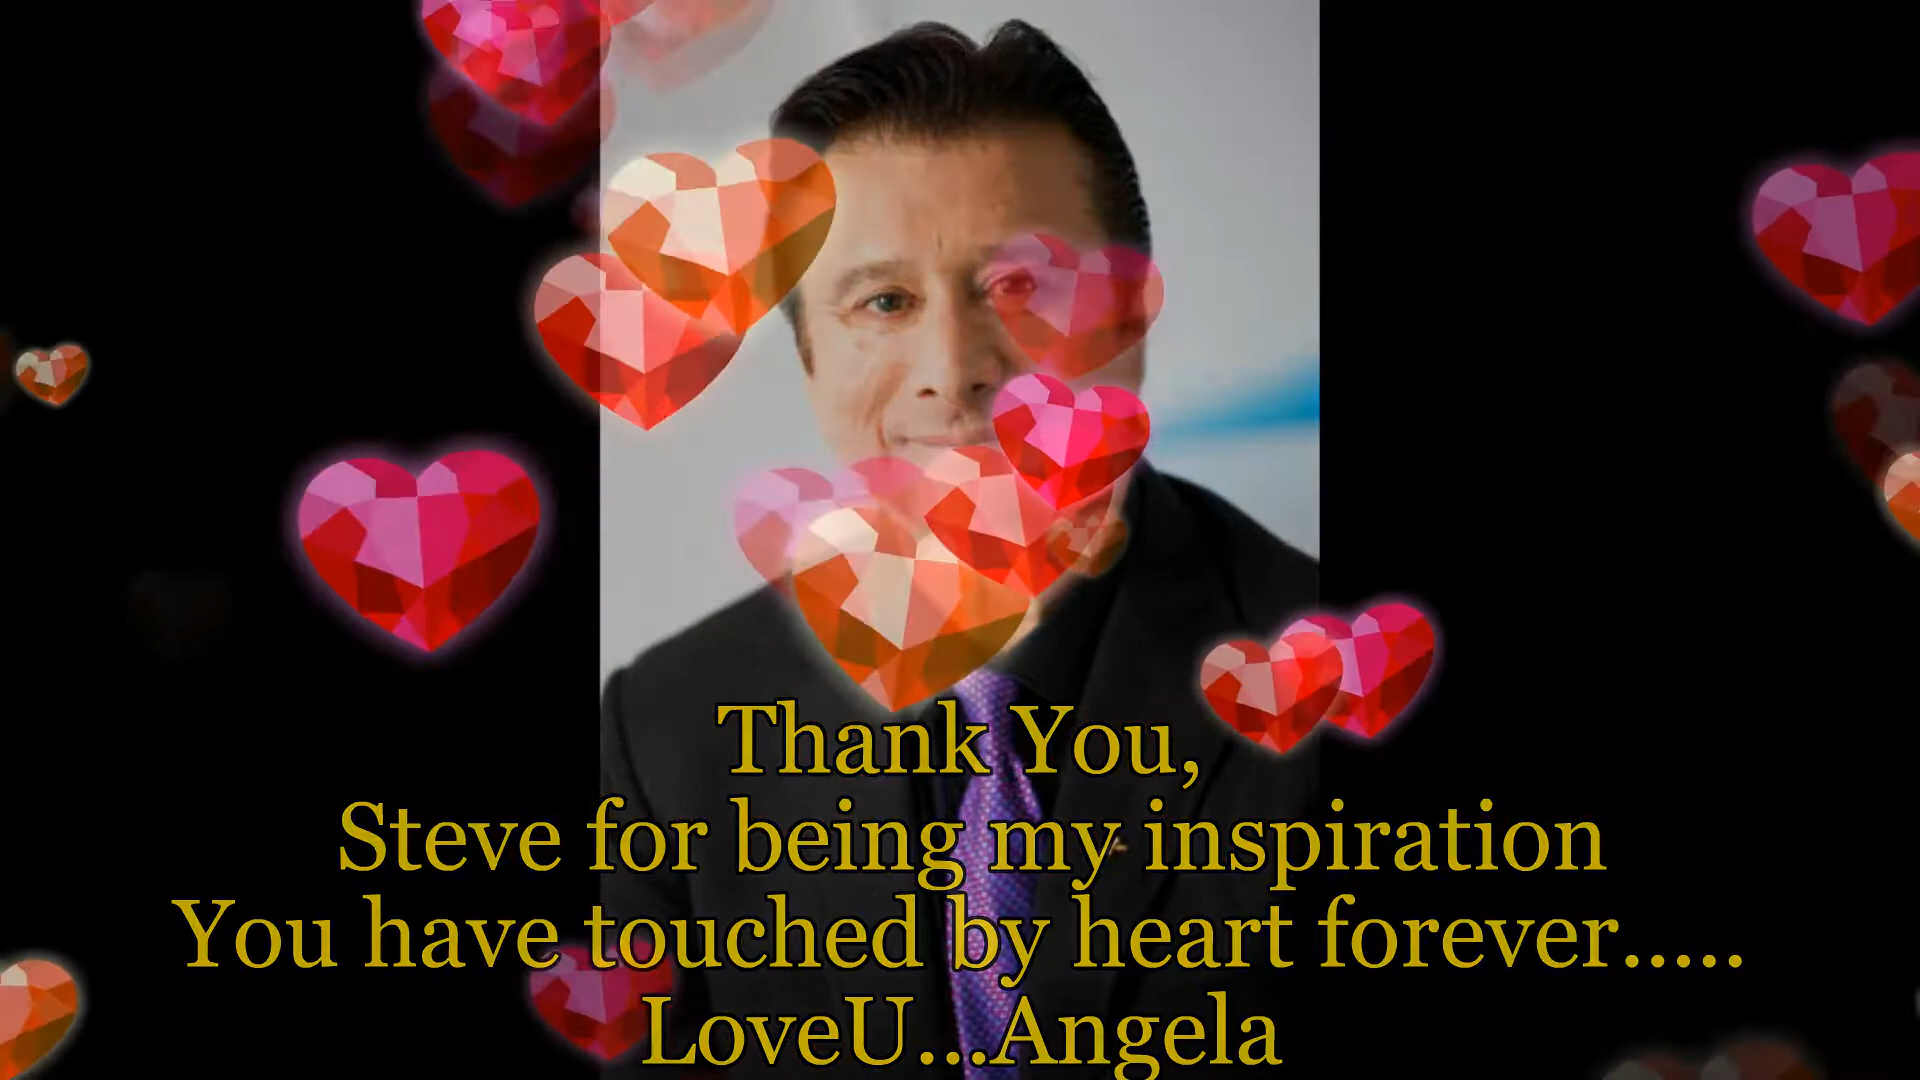 Thank You,
Steve for being my inspiration
You have touched by heart forever.....
LoveU...Angela